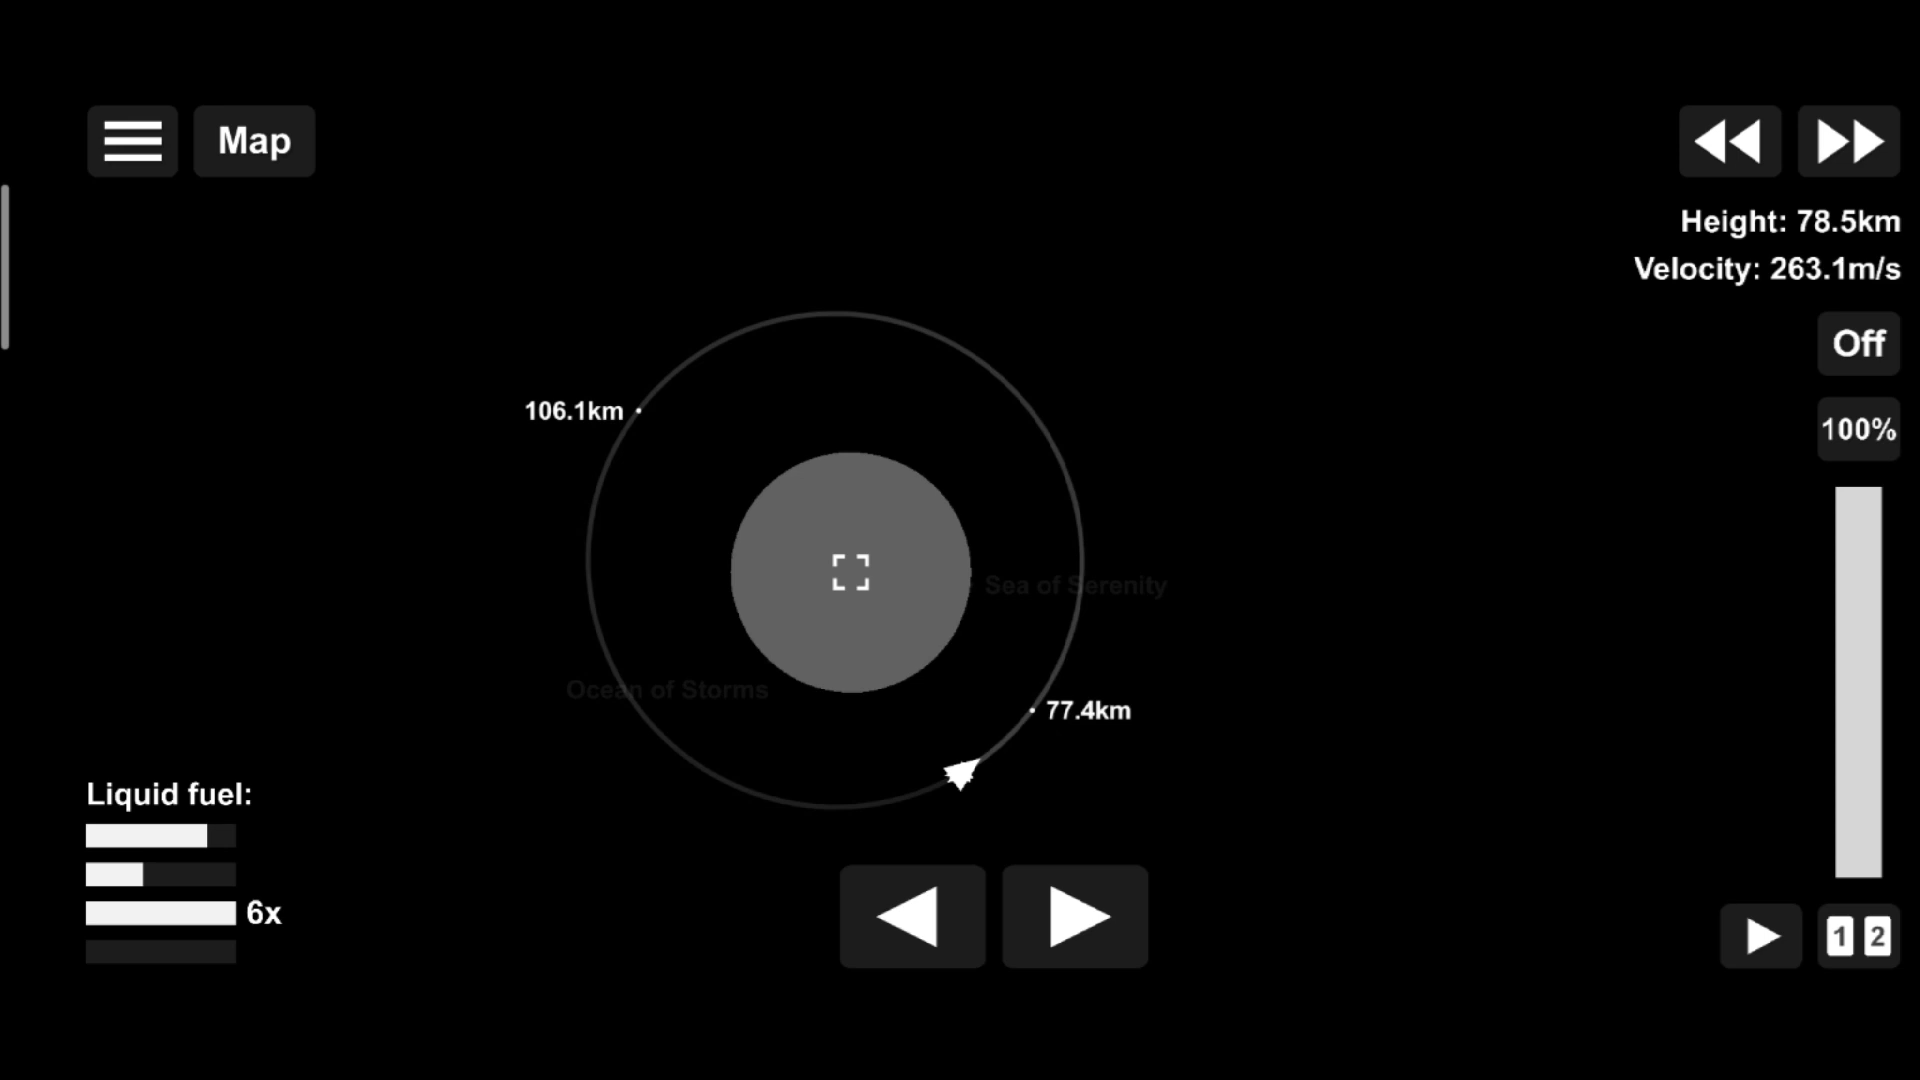 Map
Height: 78.5km
Velocity: 263.1m/s
Off
106.1km
100%
Sea of Serenity
Ocean of Storms
77.4km
Liquid fuel:
6x
1 2